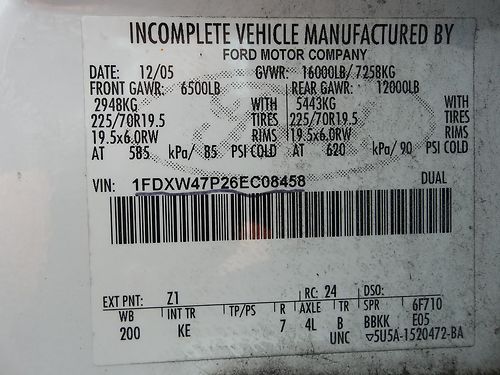 INCOMPLETE VEHICLE MANUFACTURED BY
FORD MOTOR COMPANY
DATE: 12/05 GVWR: 16000LB/ 7258KG
FRONT GAWR: 6500LB REAR GAWR: 12000LB
2948KG WITH 5443KG WITH
225/70R19.5 TIRES 225/70R19.5 TIRES
19.5x6.0RW RIMS 19.5x6.0RW RIMS
AT 585 kPa/ 85 PSI COLD AT 620 kPa/ 90 PSI COLD
VIN: 1FDXW47P26EC08458 DUAL
EXT PNT: Z1 RC: 24 DSO:
WB INT TR TP/PS R AXLE TR SPR 6F710
200 KE 7 4L B BBKK E05
UNC ▽5U5A-1520472-BA